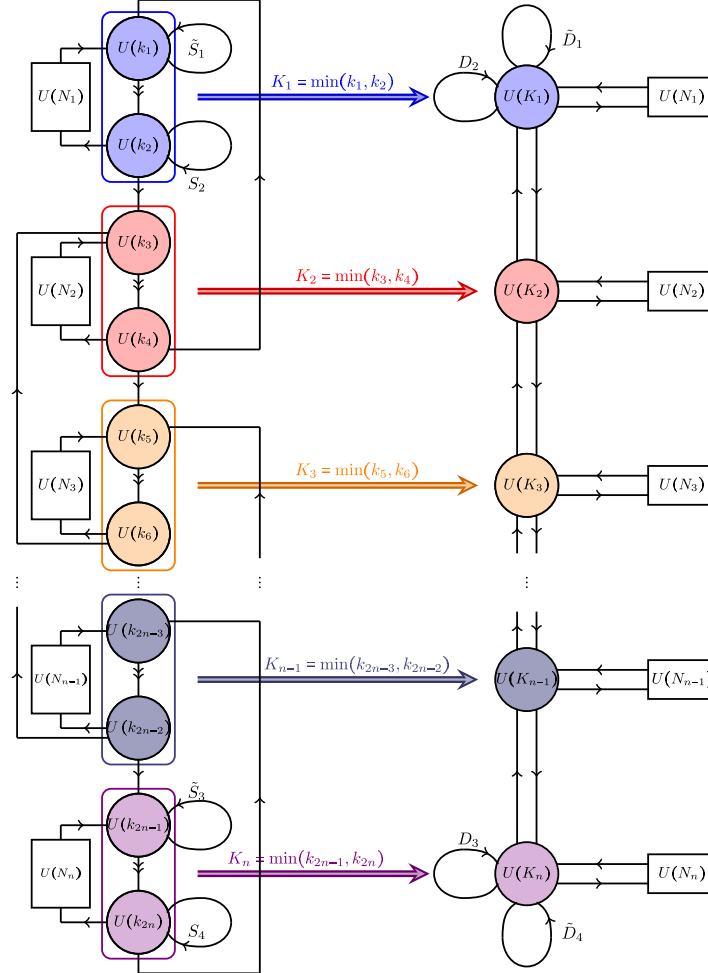 U(k₁)
S̃₁
U(N₁)
U(k₂)
S₂
K₁ = min(k₁, k₂)
D̃₁
D₂
U(K₁)
U(N₁)
U(k₃)
U(N₂)
U(k₄)
K₂ = min(k₃, k₄)
U(K₂)
U(N₂)
U(k₅)
U(N₃)
U(k₆)
K₃ = min(k₅, k₆)
U(K₃)
U(N₃)
⋮ ⋮ ⋮ ⋮
U(k₂ₙ₋₃)
U(Nₙ₋₁)
U(k₂ₙ₋₂)
Kₙ₋₁ = min(k₂ₙ₋₃, k₂ₙ₋₂)
U(Kₙ₋₁)
U(Nₙ₋₁)
S̃₃
U(k₂ₙ₋₁)
U(Nₙ)
U(k₂ₙ)
S₄
Kₙ = min(k₂ₙ₋₁, k₂ₙ)
D₃
U(Kₙ)
U(Nₙ)
D̃₄